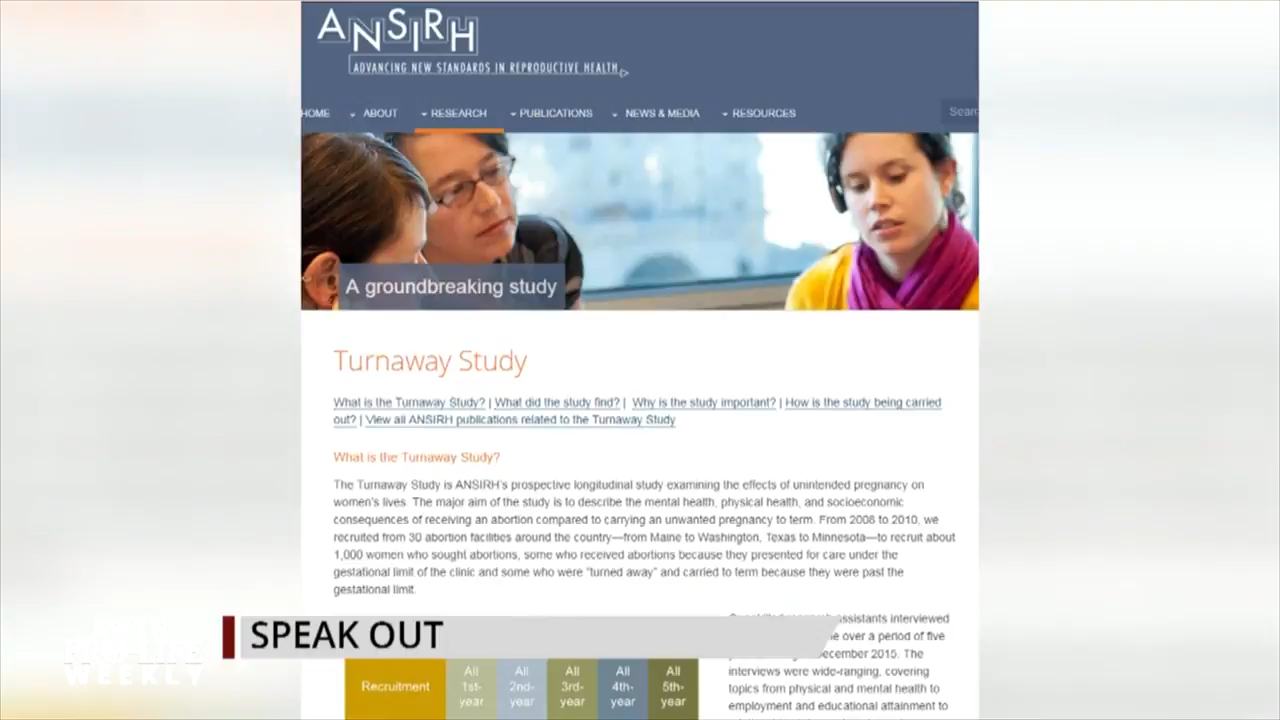 ANSIRH
ADVANCING NEW STANDARDS IN REPRODUCTIVE HEALTH
HOME ABOUT RESEARCH PUBLICATIONS NEWS & MEDIA RESOURCES
A groundbreaking study
Turnaway Study
What is the Turnaway Study? | What did the study find? | Why is the study important? | How is the study being carried
out? | View all ANSIRH publications related to the Turnaway Study
What is the Turnaway Study?
The Turnaway Study is ANSIRH's prospective longitudinal study examining the effects of unintended pregnancy on
women's lives. The major aim of the study is to describe the mental health, physical health, and socioeconomic
consequences of receiving an abortion compared to carrying an unwanted pregnancy to term. From 2008 to 2010, we
recruited from 30 abortion facilities around the country—from Maine to Washington, Texas to Minnesota—to recruit about
1,000 women who sought abortions, some who received abortions because they presented for care under the
gestational limit of the clinic and some who were "turned away" and carried to term because they were past the
gestational limit.
interviewed
over a period of five
2015. The
interviews were wide-ranging, covering
topics from physical and mental health to
employment and educational attainment to
SPEAK OUT
WEEKLY
Recruitment
All
1st-
year
All
2nd-
year
All
3rd-
year
All
4th-
year
All
5th-
year